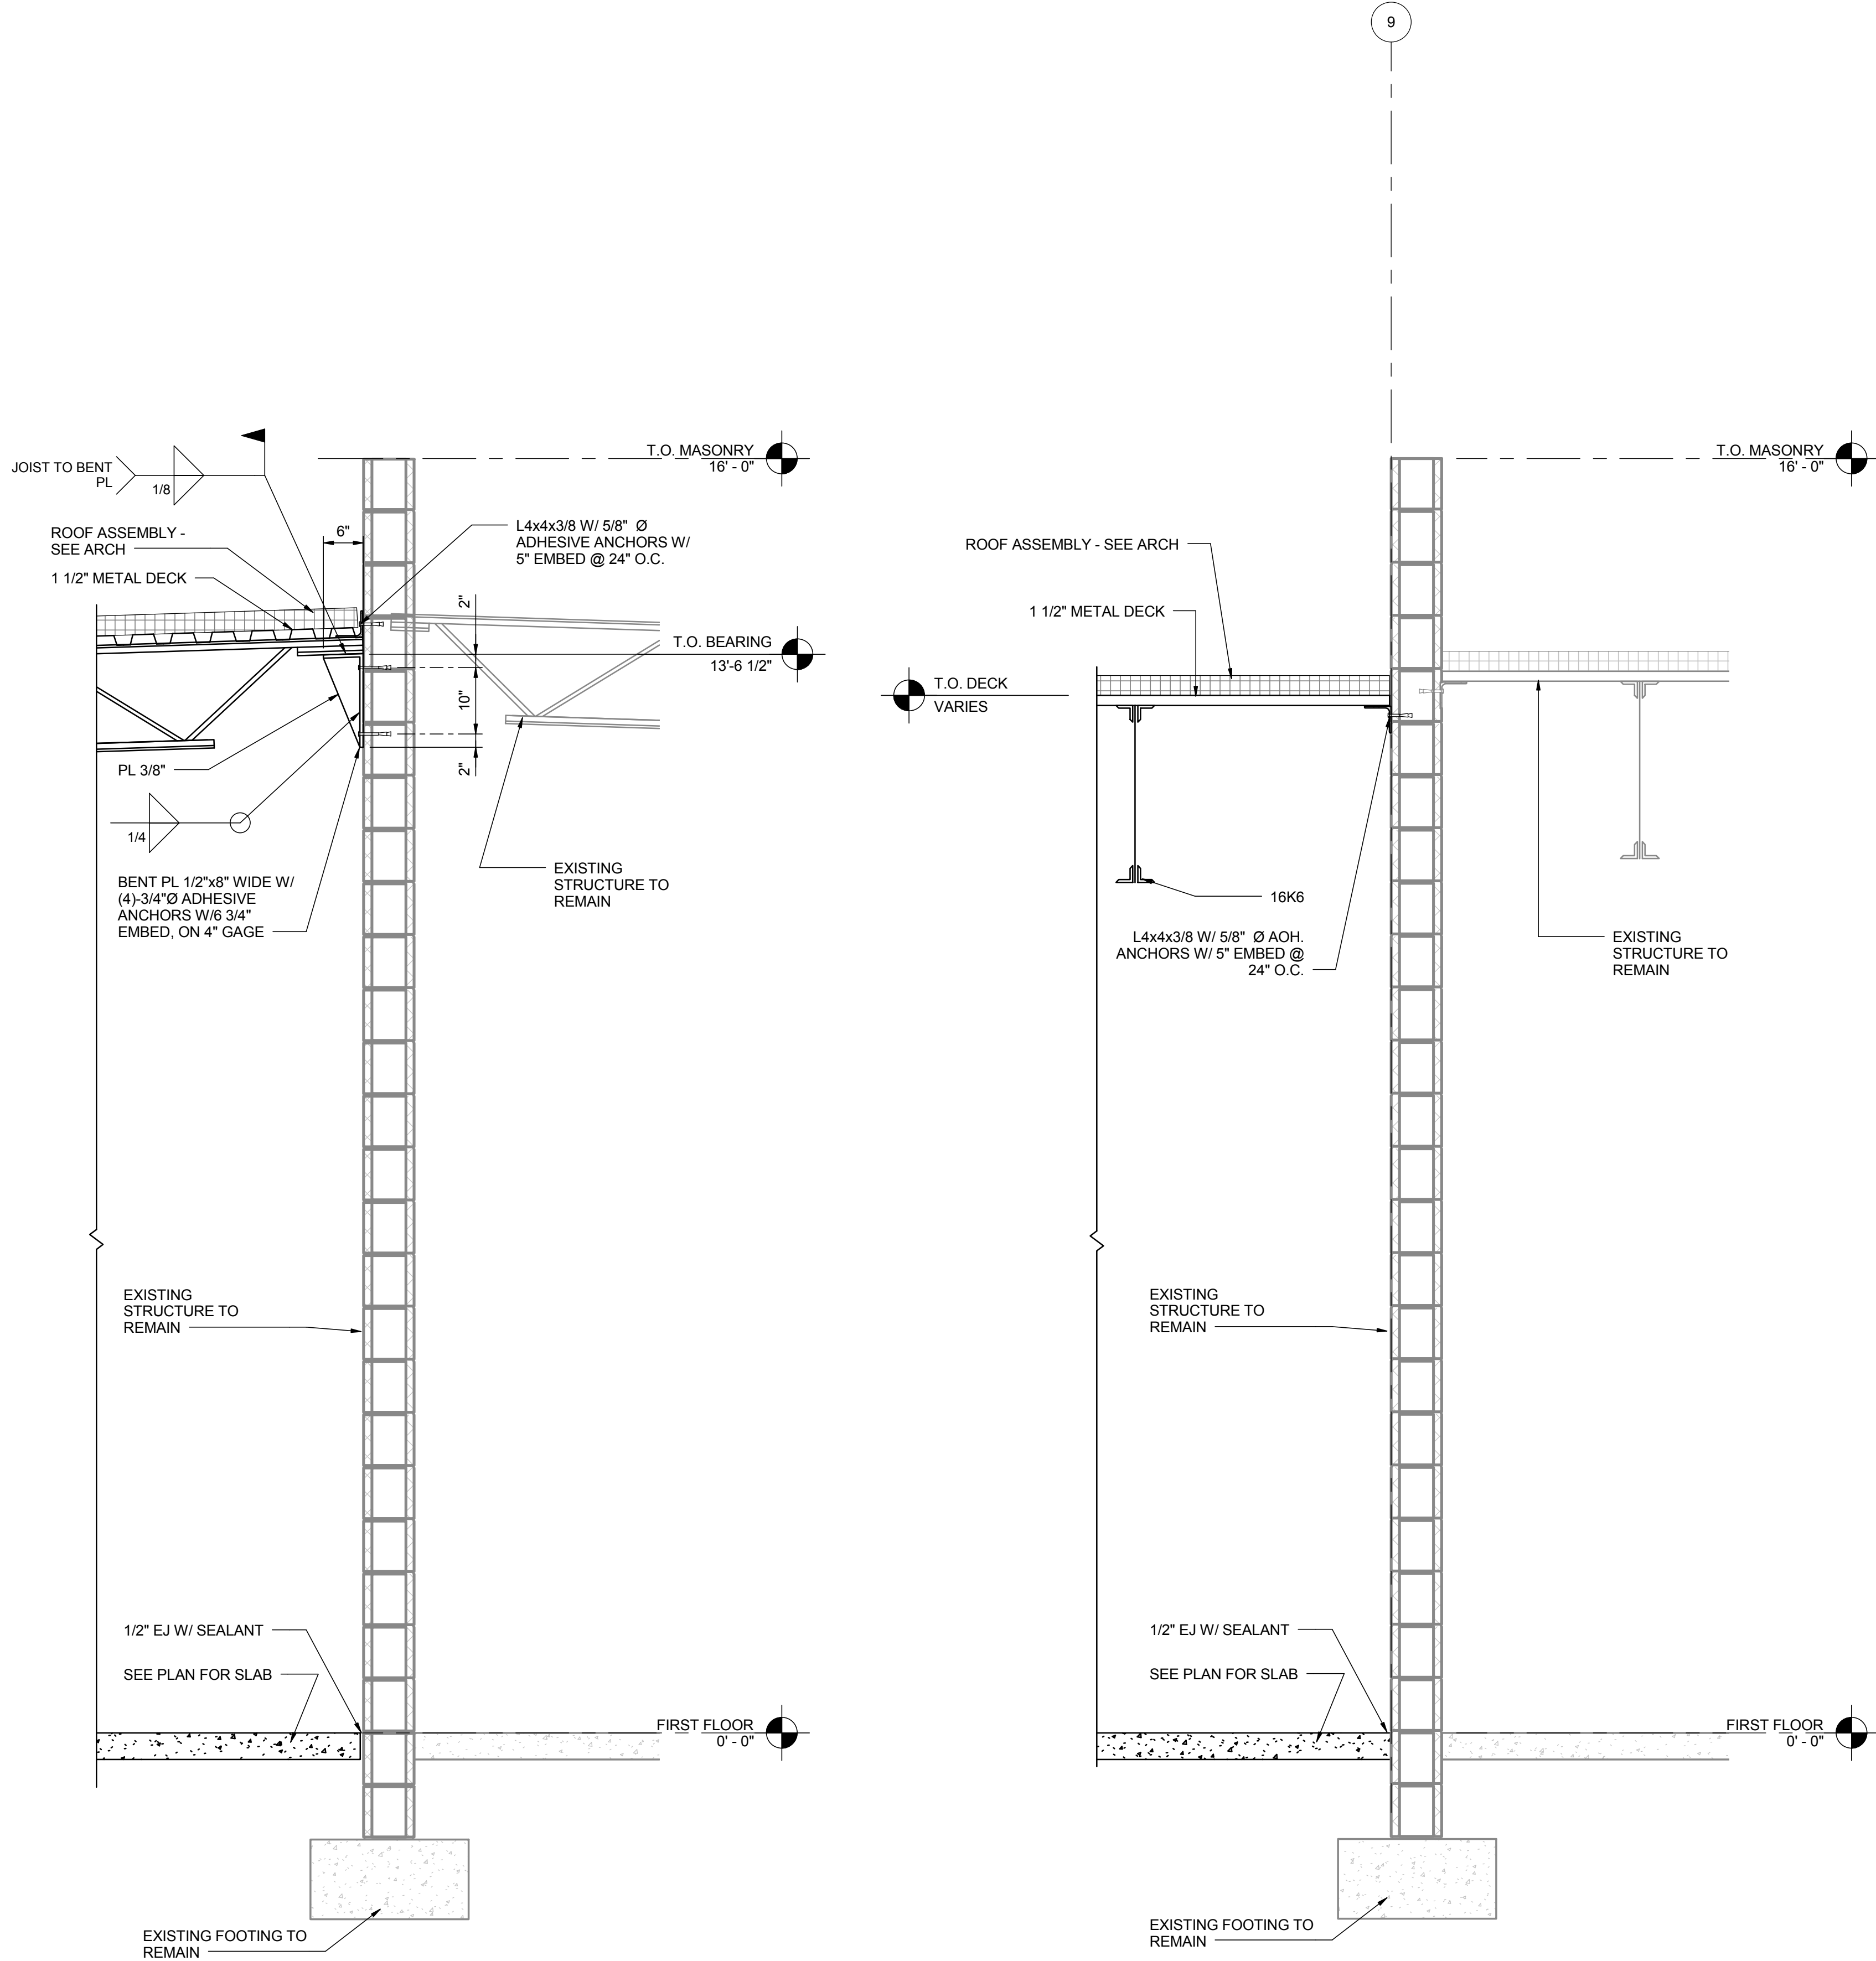 9
JOIST TO BENT
PL
1/8
T.O. MASONRY
16' - 0"
ROOF ASSEMBLY -
SEE ARCH
6"
L4x4x3/8 W/ 5/8" Ø
ADHESIVE ANCHORS W/
5" EMBED @ 24" O.C.
1 1/2" METAL DECK
2"
T.O. BEARING
13'-6 1/2"
10"
2"
PL 3/8"
1/4
BENT PL 1/2"x8" WIDE W/
(4)-3/4"Ø ADHESIVE
ANCHORS W/6 3/4"
EMBED, ON 4" GAGE
EXISTING
STRUCTURE TO
REMAIN
EXISTING
STRUCTURE TO
REMAIN
1/2" EJ W/ SEALANT
SEE PLAN FOR SLAB
FIRST FLOOR
0' - 0"
EXISTING FOOTING TO
REMAIN
T.O. MASONRY
16' - 0"
ROOF ASSEMBLY - SEE ARCH
1 1/2" METAL DECK
T.O. DECK
VARIES
16K6
L4x4x3/8 W/ 5/8" Ø AOH.
ANCHORS W/ 5" EMBED @
24" O.C.
EXISTING
STRUCTURE TO
REMAIN
EXISTING
STRUCTURE TO
REMAIN
1/2" EJ W/ SEALANT
SEE PLAN FOR SLAB
FIRST FLOOR
0' - 0"
EXISTING FOOTING TO
REMAIN